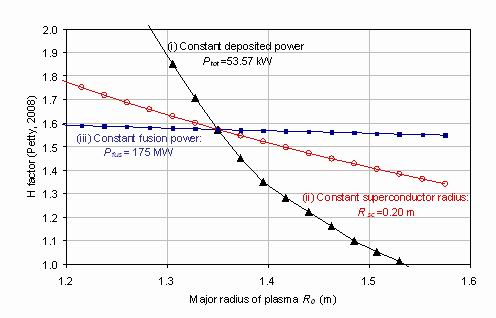 2.0
1.9
1.8
1.7
1.6
1.5
1.4
1.3
1.2
1.1
1.0
H factor (Petty, 2008)
(i) Constant deposited power
Ptot =53.57 kW
(iii) Constant fusion power:
Pfus = 175 MW
(ii) Constant superconductor radius:
R sc =0.20 m
1.2 1.3 1.4 1.5 1.6
Major radius of plasma R0 (m)